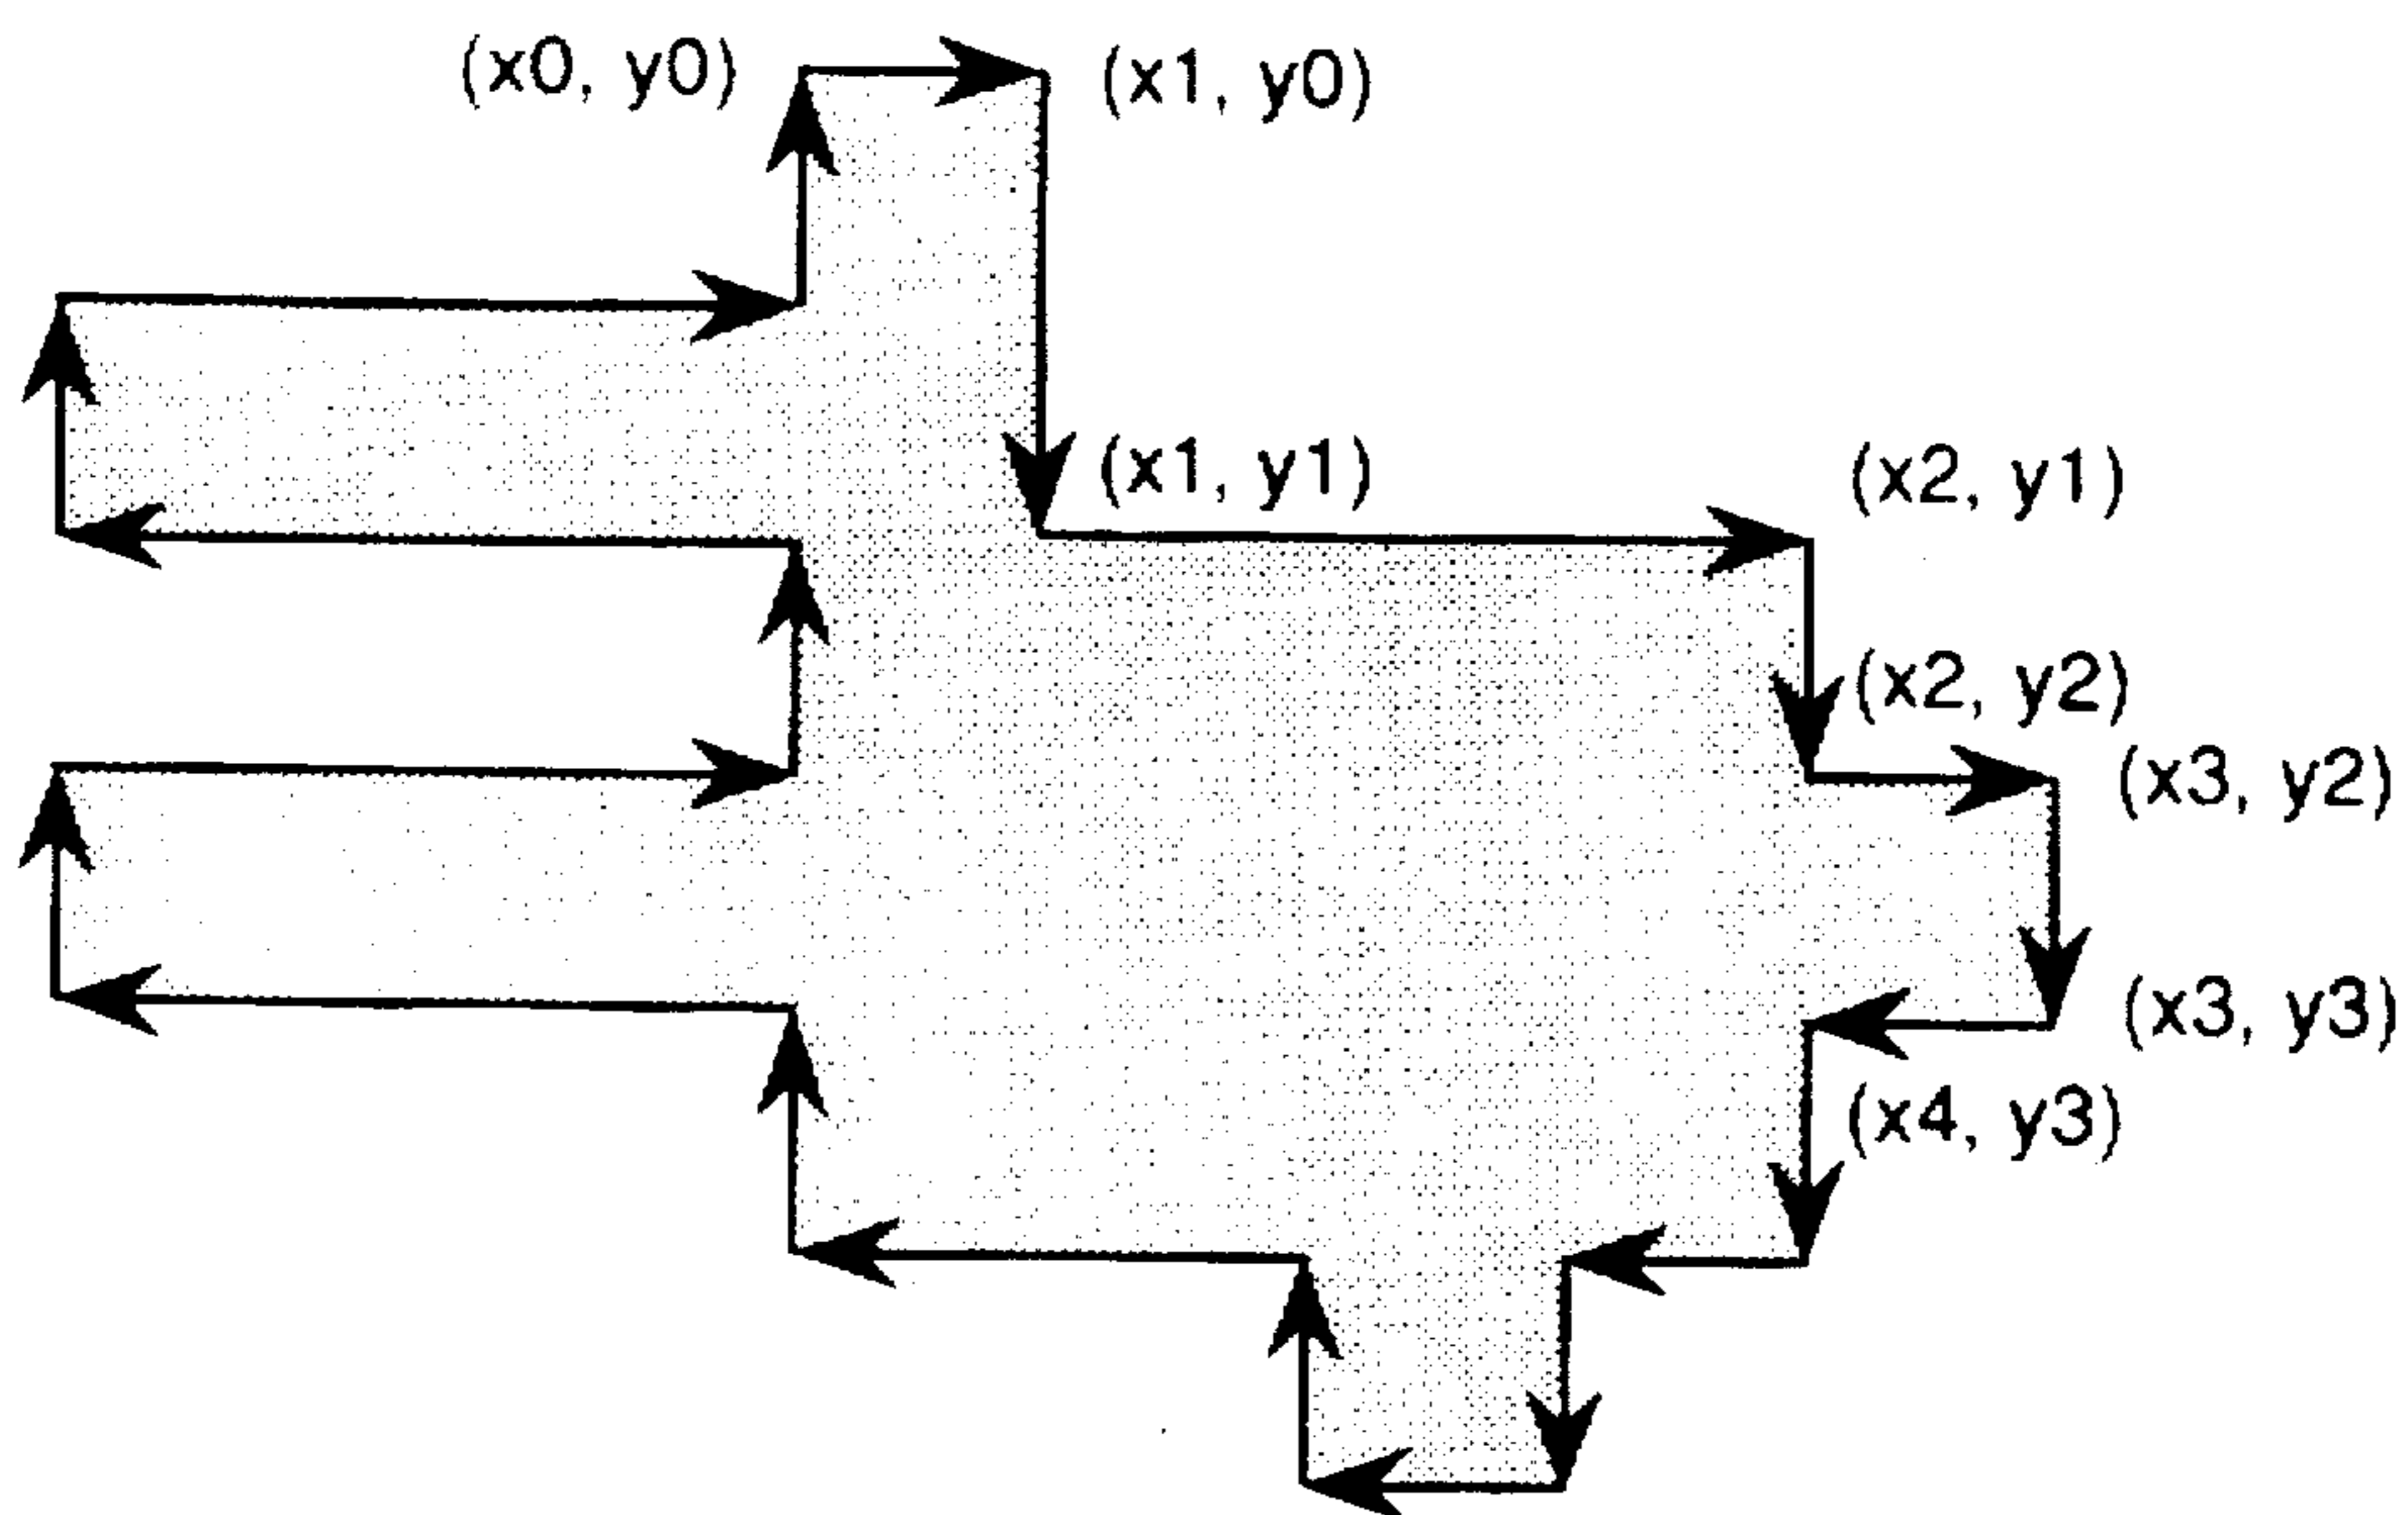 (x0, y0)
(x1, y0)
(x1, y1)
(x2, y1)
(x2, y2)
(x3, y2)
(x3, y3)
(x4, y3)